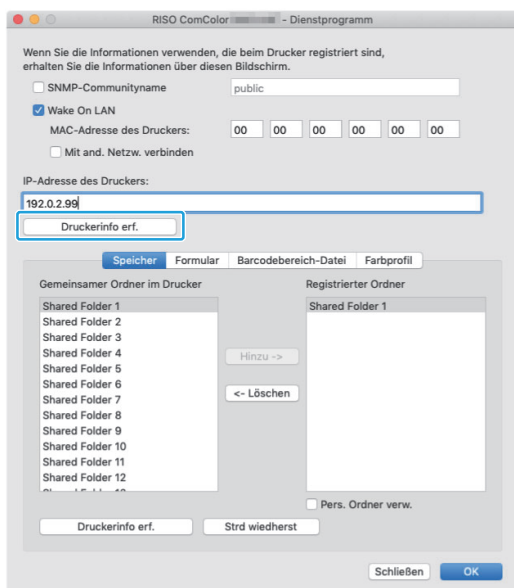 RISO ComColor - Dienstprogramm
Wenn Sie die Informationen verwenden, die beim Drucker registriert sind,
erhalten Sie die Informationen über diesen Bildschirm.
SNMP-Communityname
public
Wake On LAN
MAC-Adresse des Druckers:
00 00 00 00 00 00
Mit and. Netzw. verbinden
IP-Adresse des Druckers:
192.0.2.99
Druckerinfo erf.
Speicher Formular Barcodebereich-Datei Farbprofil
Gemeinsamer Ordner im Drucker
Registrierter Ordner
Shared Folder 1
Shared Folder 2
Shared Folder 3
Shared Folder 4
Shared Folder 5
Shared Folder 6
Shared Folder 7
Shared Folder 8
Shared Folder 9
Shared Folder 10
Shared Folder 11
Shared Folder 12
Hinzu ->
<- Löschen
Shared Folder 1
Pers. Ordner verw.
Druckerinfo erf.
Strd wiedherst
Schließen
OK